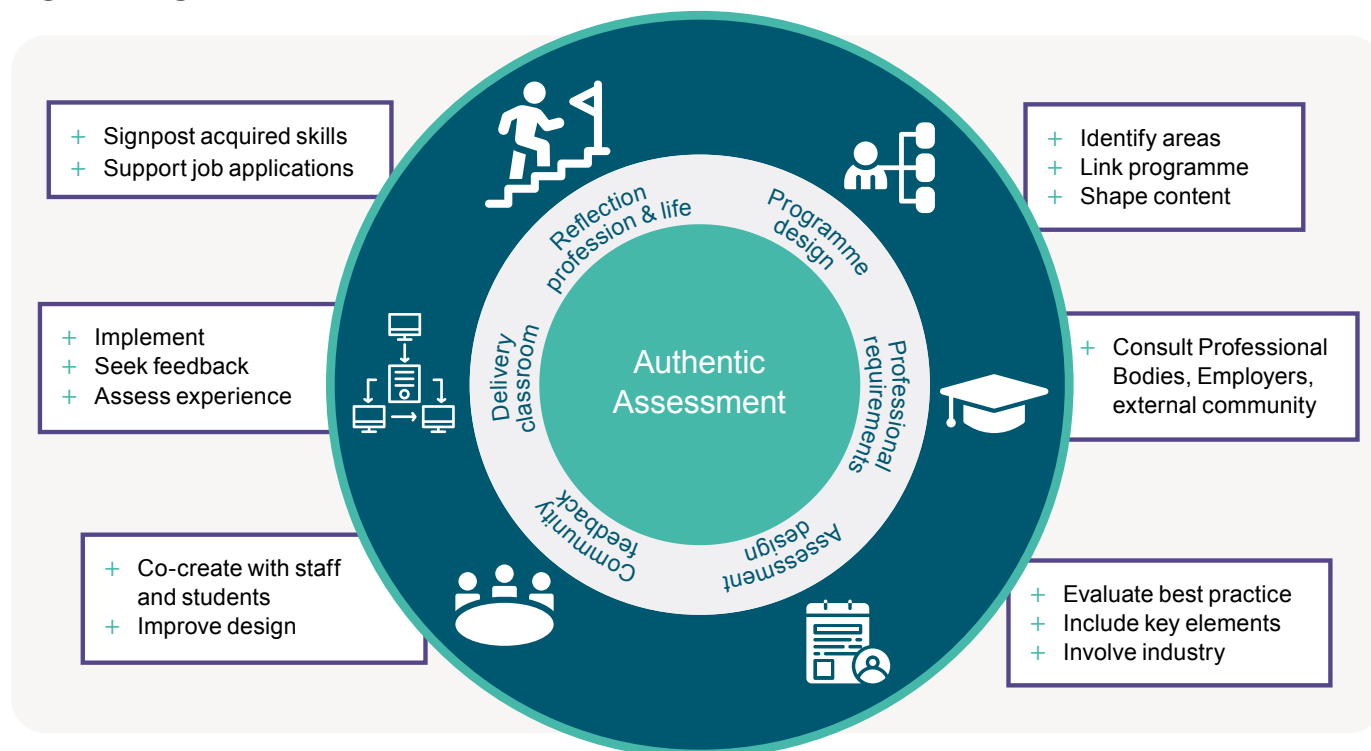 + Signpost acquired skills
+ Support job applications
+ Implement
+ Seek feedback
+ Assess experience
+ Co-create with staff
and students
+ Improve design
Reflection
profession & life
Programme
design
Professional
requirements
Assessment
design
Community
feedback
Delivery
classroom
Authentic
Assessment
+ Identify areas
+ Link programme
+ Shape content
+ Consult Professional
Bodies, Employers,
external community
+ Evaluate best practice
+ Include key elements
+ Involve industry